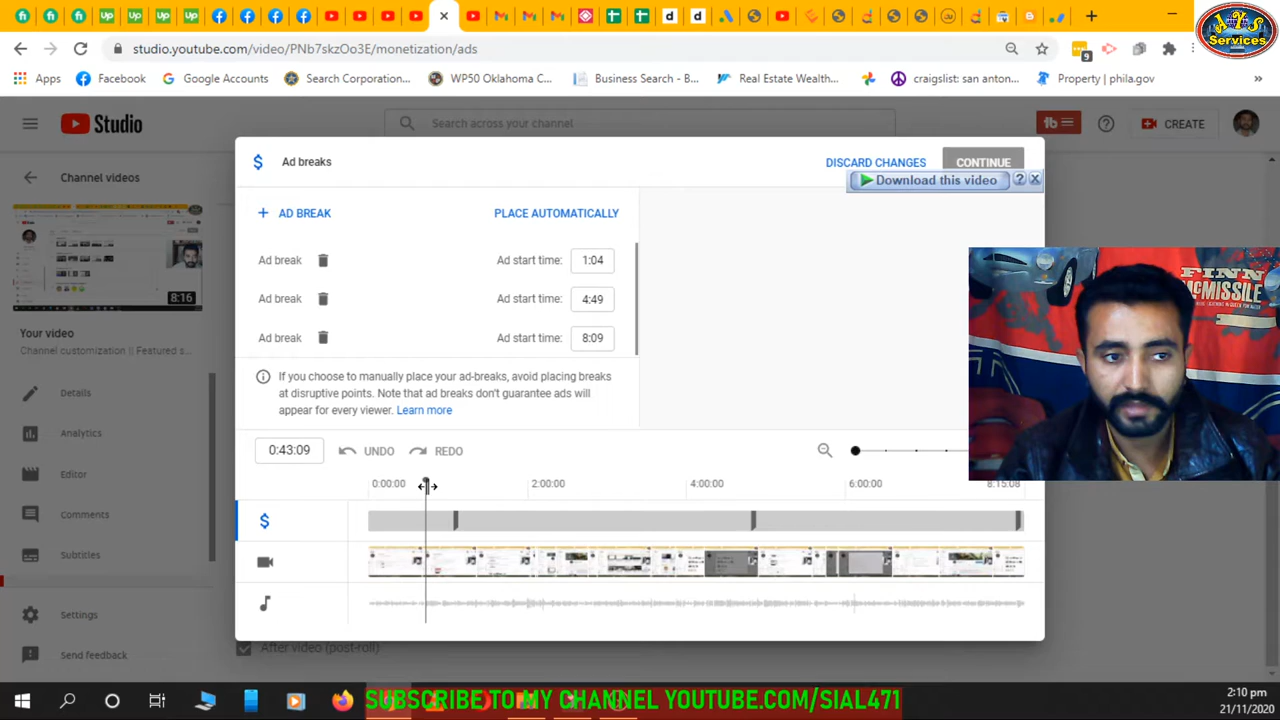 studio.youtube.com/video/PNb7skzOo3E/monetization/ads
9
AYS
Services
Apps
Facebook
Google Accounts
Search Corporation...
WP50 Oklahoma C...
Business Search - B...
Real Estate Wealth...
craigslist: san anton...
Property | phila.gov
»
Studio
Search across your channel
CREATE
Channel videos
Ad breaks
DISCARD CHANGES
CONTINUE
Download this video
+ AD BREAK
PLACE AUTOMATICALLY
Ad break
Ad start time:
1:04
Ad break
Ad start time:
4:49
Ad break
Ad start time:
8:09
8:16
Your video
Channel customization || Featured s...
Details
Analytics
Editor
Comments
Subtitles
Settings
Send feedback
If you choose to manually place your ad-breaks, avoid placing breaks
at disruptive points. Note that ad breaks don't guarantee ads will
appear for every viewer. Learn more
0:43:09
UNDO
REDO
0:00:00
2:00:00
4:00:00
6:00:00
8:15:08
FINN
McMISSILE
After video (post-roll)
SUBSCRIBE TO MY CHANNEL YOUTUBE.COM/SIAL471
2:10 pm
21/11/2020